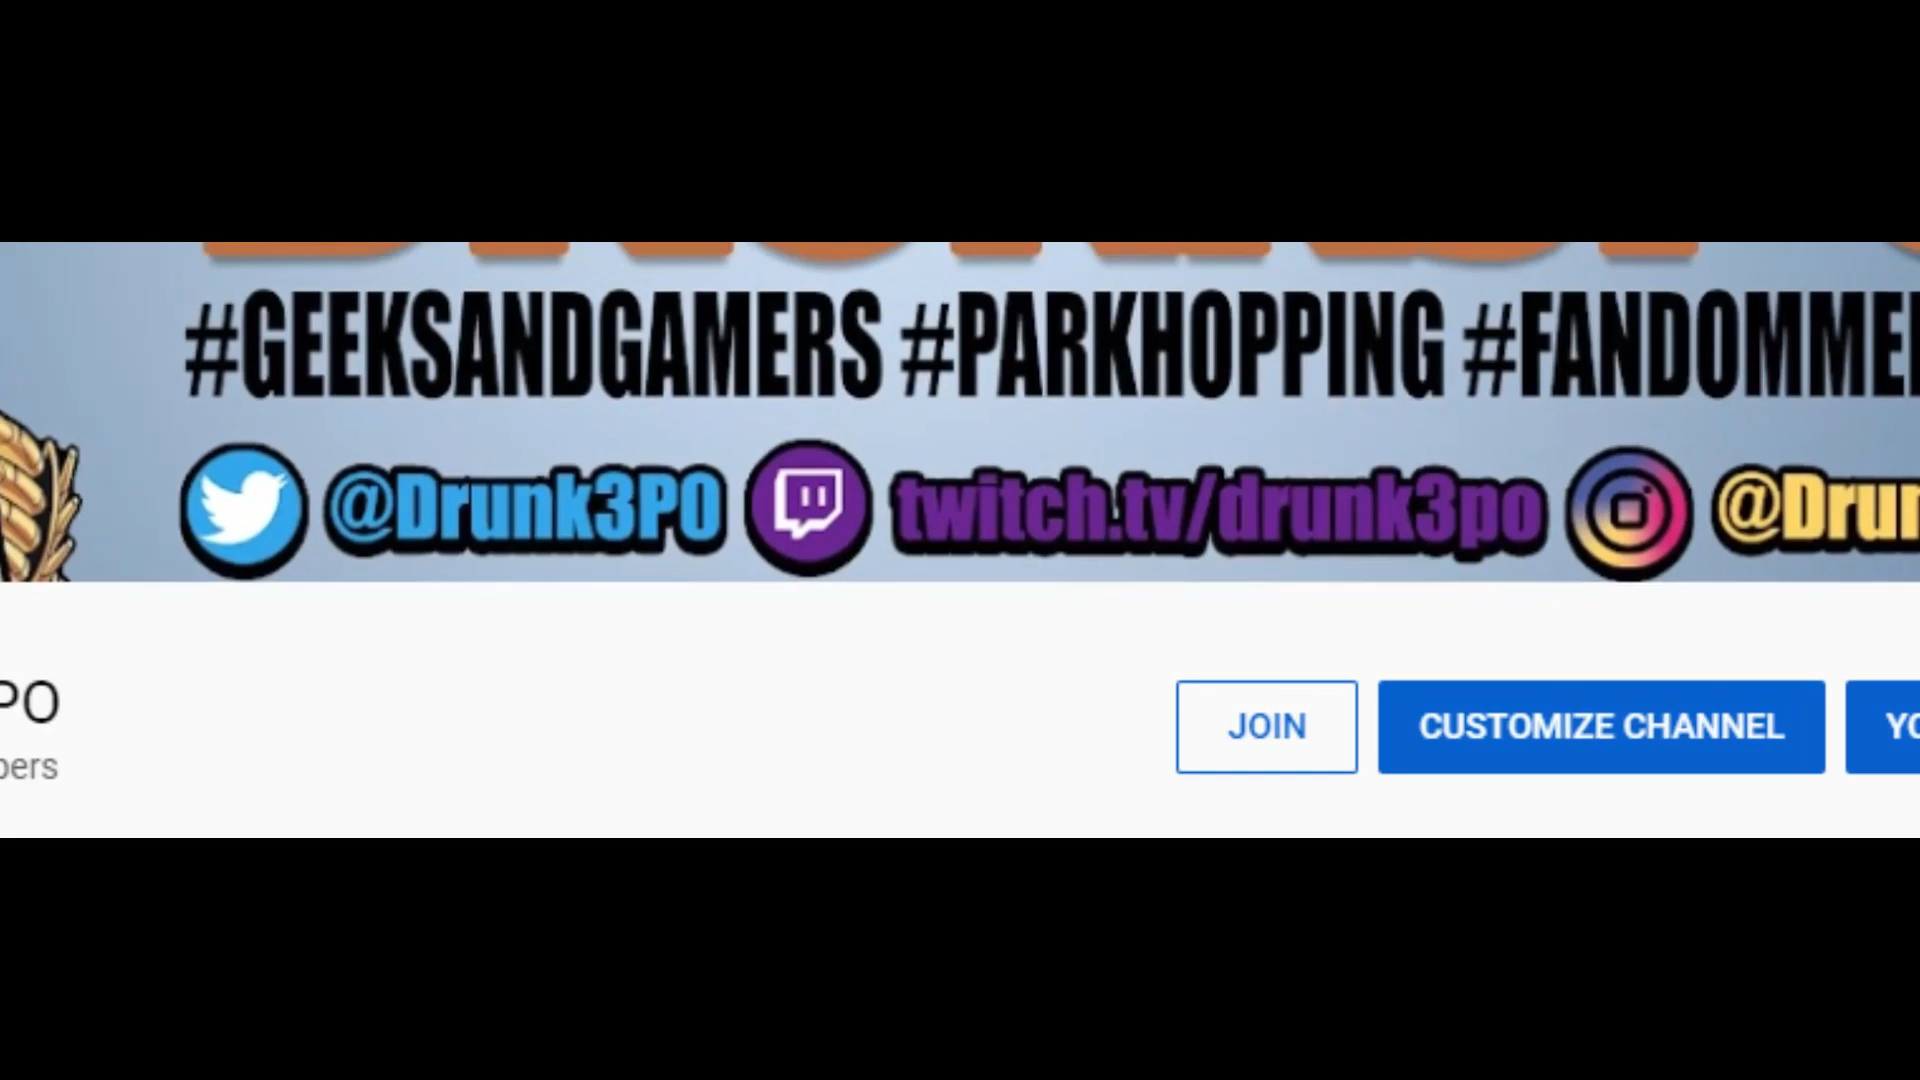 #GEEKSANDGAMERS #PARKHOPPING
@Drunk3PO twitch.tv/drunk3po
JOIN CUSTOMIZE CHANNEL